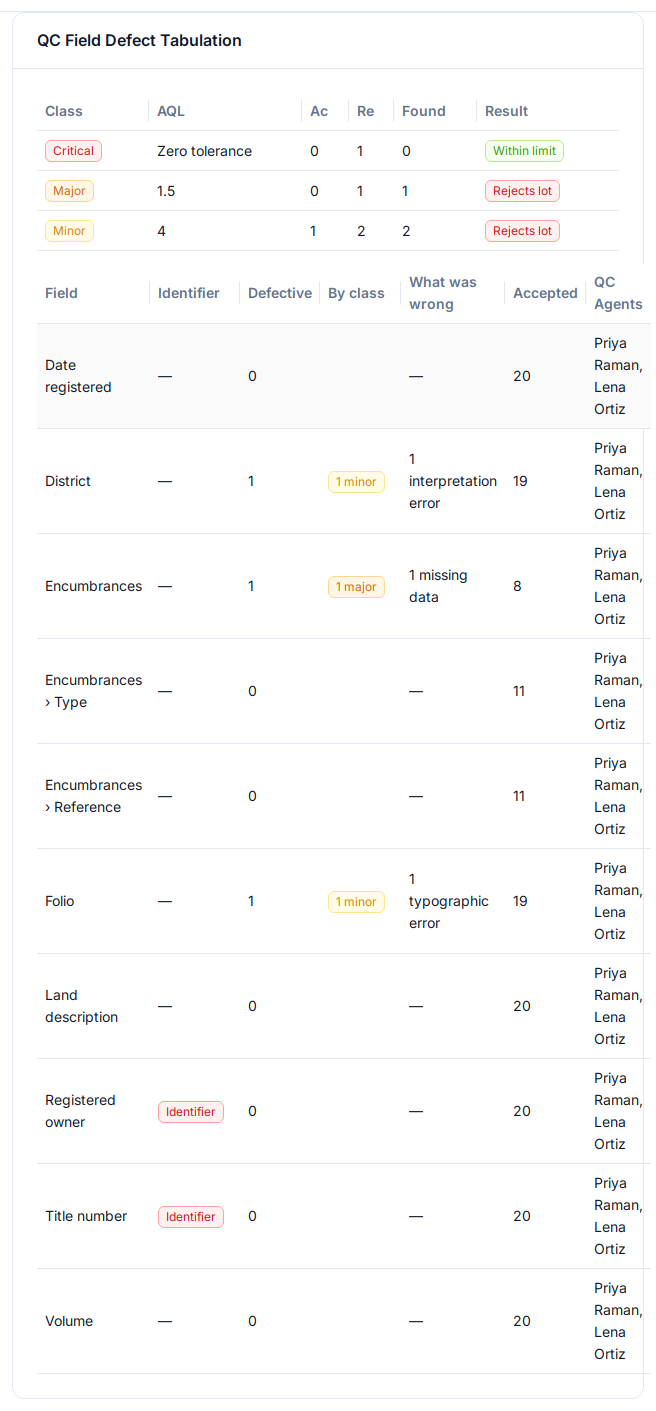 QC Field Defect Tabulation
Class AQL Ac Re Found Result
Critical Zero tolerance 0 1 0 Within limit
Major 1.5 0 1 1 Rejects lot
Minor 4 1 2 2 Rejects lot
Field Identifier Defective By class What was wrong Accepted QC Agents
Date registered — 0 — 20 Priya Raman, Lena Ortiz
District — 1 1 minor 1 interpretation error 19 Priya Raman, Lena Ortiz
Encumbrances — 1 1 major 1 missing data 8 Priya Raman, Lena Ortiz
Encumbrances › Type — 0 — 11 Priya Raman, Lena Ortiz
Encumbrances › Reference — 0 — 11 Priya Raman, Lena Ortiz
Folio — 1 1 minor 1 typographic error 19 Priya Raman, Lena Ortiz
Land description — 0 — 20 Priya Raman, Lena Ortiz
Registered owner Identifier 0 — 20 Priya Raman, Lena Ortiz
Title number Identifier 0 — 20 Priya Raman, Lena Ortiz
Volume — 0 — 20 Priya Raman, Lena Ortiz